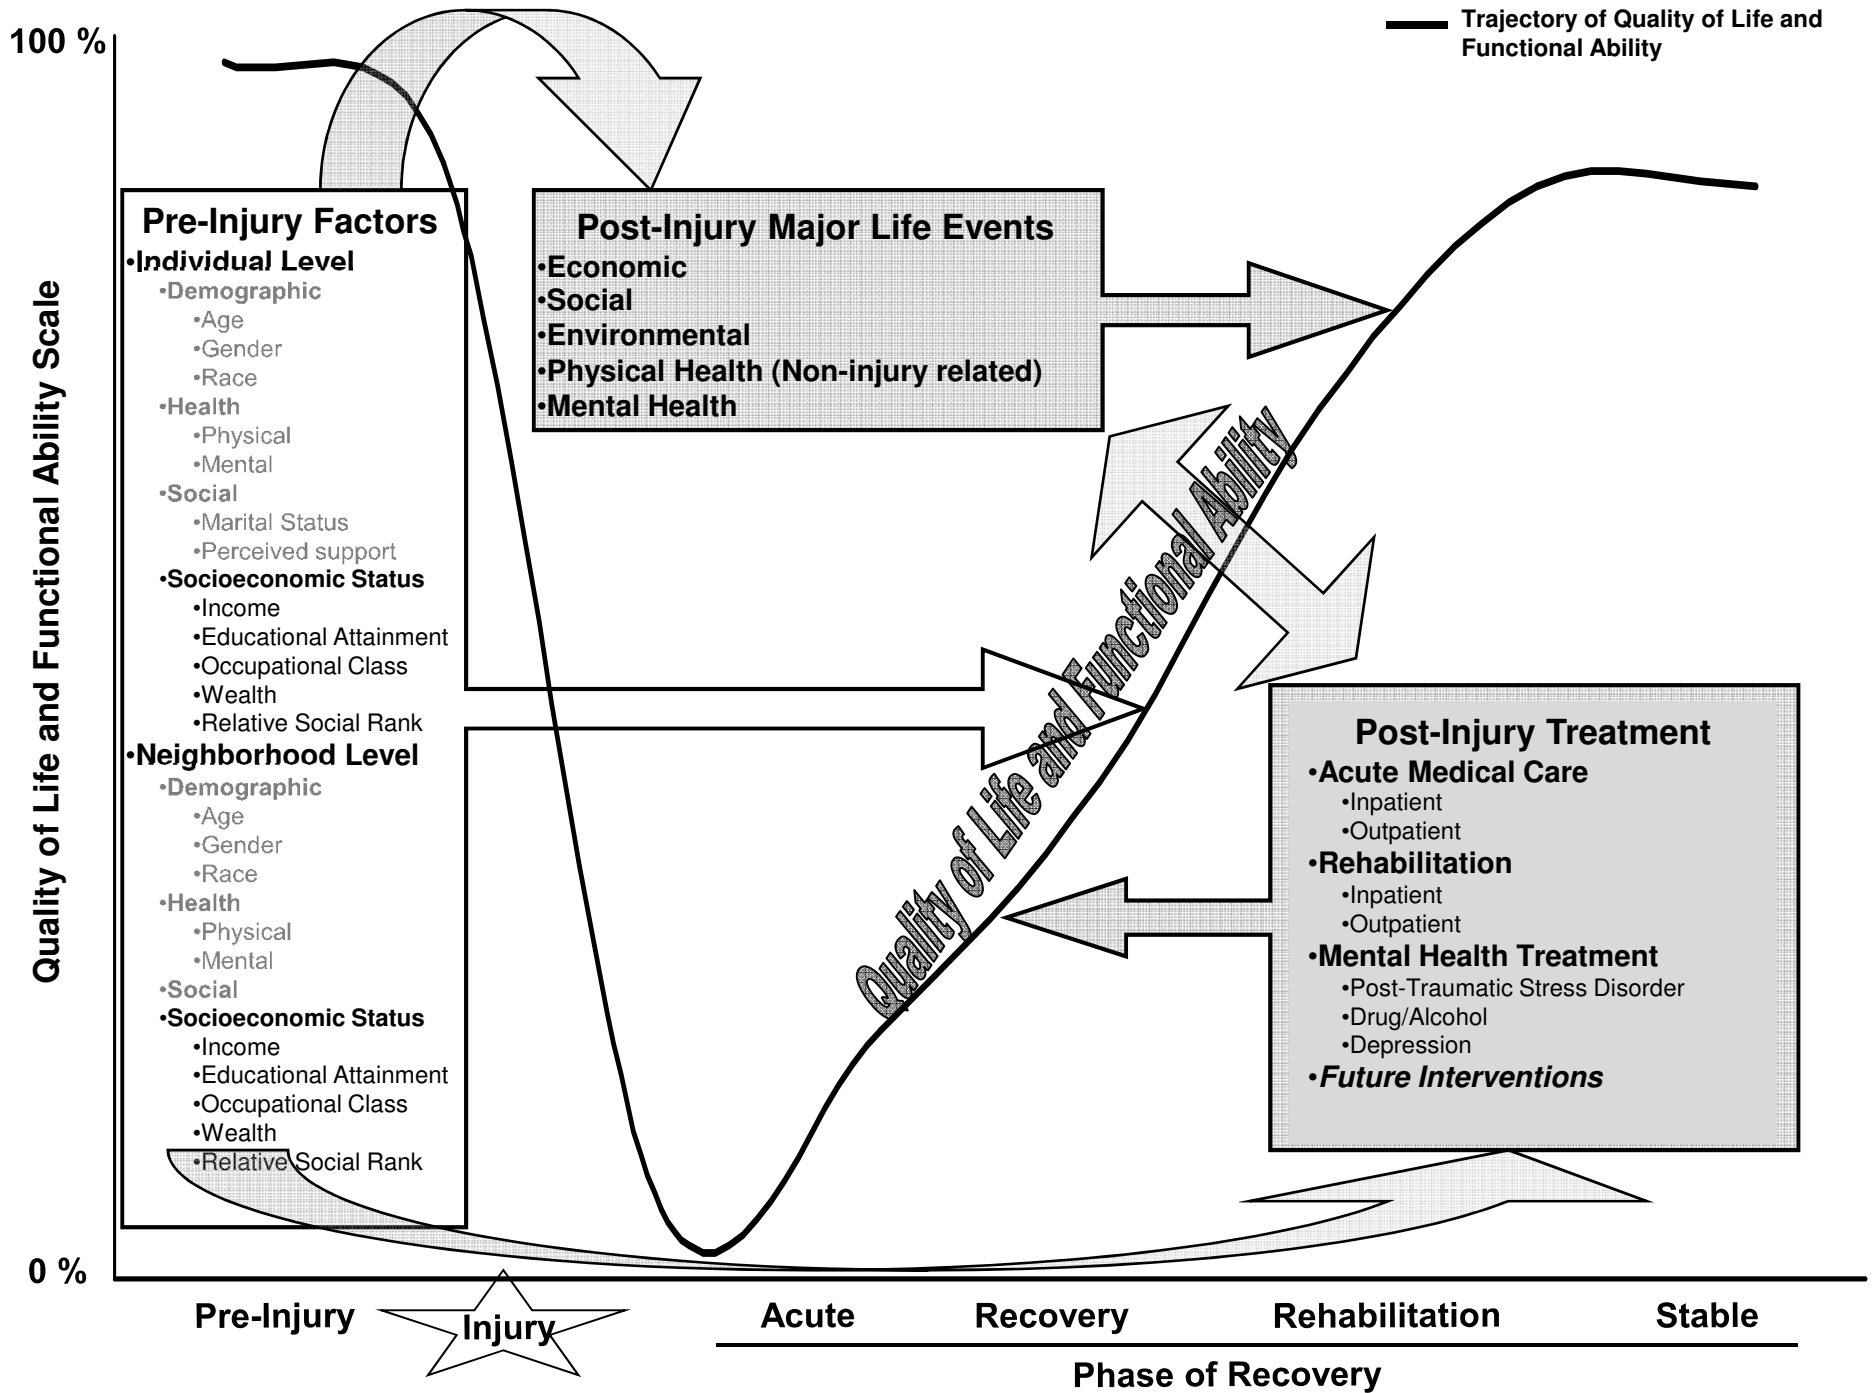 Trajectory of Quality of Life and
Functional Ability
100 %
Quality of Life and Functional Ability Scale
0 %
Pre-Injury Factors
•Individual Level
•Demographic
•Age
•Gender
•Race
•Health
•Physical
•Mental
•Social
•Marital Status
•Perceived support
•Socioeconomic Status
•Income
•Educational Attainment
•Occupational Class
•Wealth
•Relative Social Rank
•Neighborhood Level
•Demographic
•Age
•Gender
•Race
•Health
•Physical
•Mental
•Social
•Socioeconomic Status
•Income
•Educational Attainment
•Occupational Class
•Wealth
•Relative Social Rank
Post-Injury Major Life Events
•Economic
•Social
•Environmental
•Physical Health (Non-injury related)
•Mental Health
Quality of Life and Functional Ability
Post-Injury Treatment
•Acute Medical Care
•Inpatient
•Outpatient
•Rehabilitation
•Inpatient
•Outpatient
•Mental Health Treatment
•Post-Traumatic Stress Disorder
•Drug/Alcohol
•Depression
•Future Interventions
Pre-Injury
Injury
Acute
Recovery
Rehabilitation
Stable
Phase of Recovery